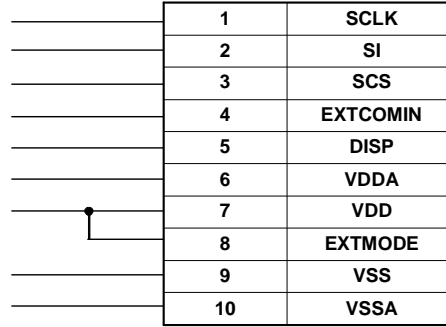 1 SCLK
2 SI
3 SCS
4 EXTCOMIN
5 DISP
6 VDDA
7 VDD
8 EXTMODE
9 VSS
10 VSSA